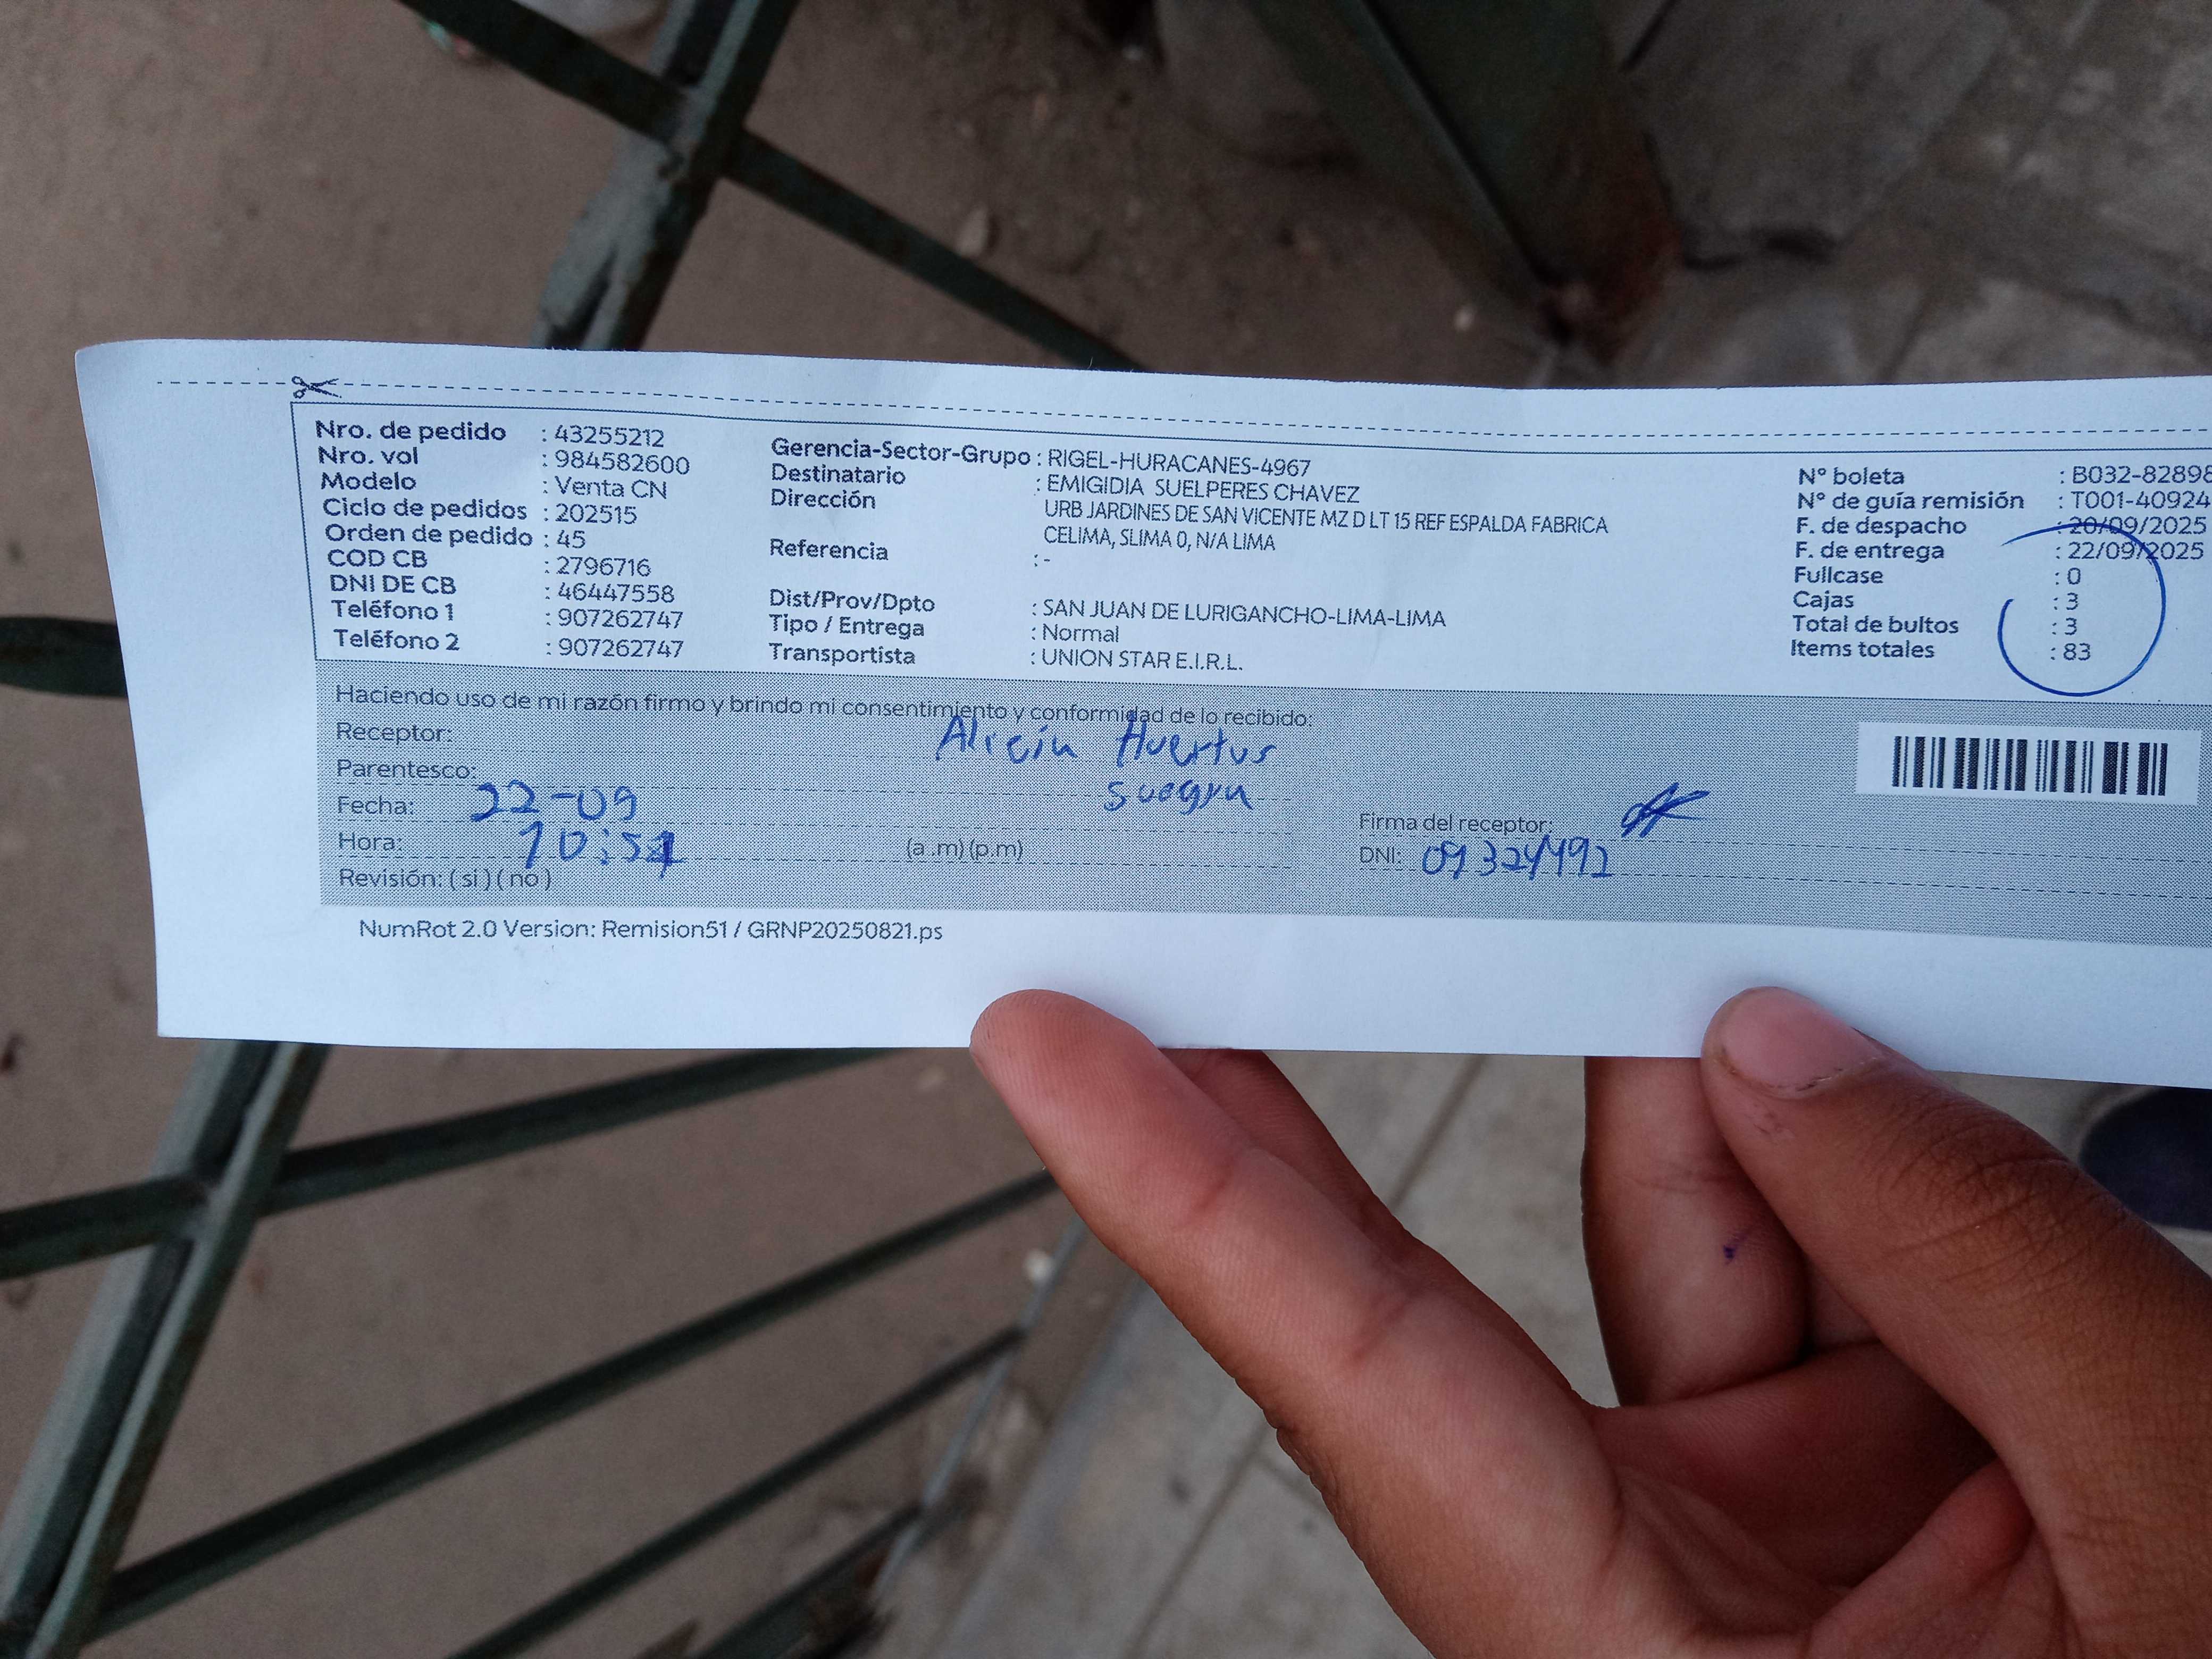 Nro. de pedido : 43255212
Nro. vol : 984582600
Modelo : Venta CN
Ciclo de pedidos : 202515
Orden de pedido : 45
COD CB : 2796716
DNI DE CB : 46447558
Teléfono 1 : 907262747
Teléfono 2 : 907262747
Gerencia-Sector-Grupo : RIGEL-HURACANES-4967
Destinatario : EMIGIDIA SUELPERES CHAVEZ
Dirección URB JARDINES DE SAN VICENTE MZ D LT 15 REF ESPALDA FABRICA
CELIMA, SLIMA 0, N/A LIMA
Referencia : -
Dist/Prov/Dpto : SAN JUAN DE LURIGANCHO-LIMA-LIMA
Tipo / Entrega : Normal
Transportista : UNION STAR E.I.R.L.
N° boleta : B032-82898
N° de guía remisión : T001-40924
F. de despacho : 20/09/2025
F. de entrega : 22/09/2025
Fullcase : 0
Cajas : 3
Total de bultos : 3
Items totales : 83
Haciendo uso de mi razón firmo y brindo mi consentimiento y conformidad de lo recibido:
Receptor: Alicia Huertas
Parentesco: suegra
Fecha: 22-09
Hora: 10:51 (a.m) (p.m)
Revisión: ( si ) ( no )
Firma del receptor:
DNI: 09324492
NumRot 2.0 Version: Remision51 / GRNP20250821.ps